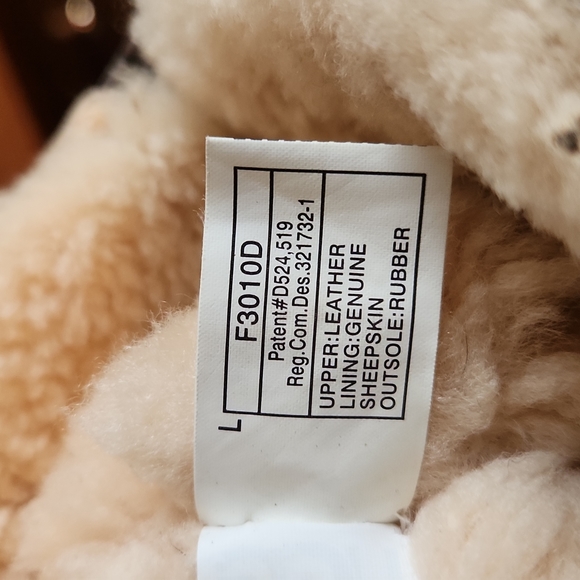 L
F3010D
Patent#D524,519
Reg.Com.Des.321732-1
UPPER:LEATHER
LINING:GENUINE
SHEEPSKIN
OUTSOLE:RUBBER